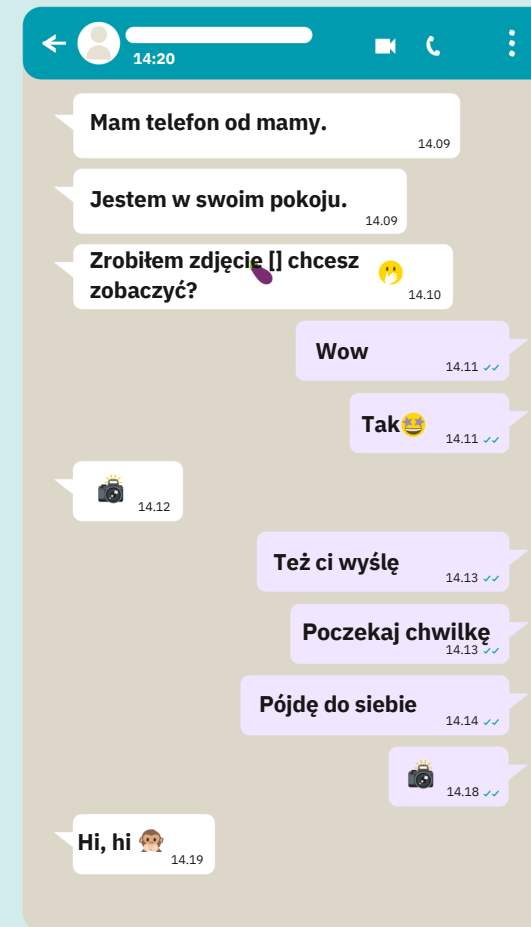 14:20
Mam telefon od mamy.
14.09
Jestem w swoim pokoju.
14.09
Zrobiłem zdjęcie [] chcesz
zobaczyć?
14.10
Wow
14.11
Tak🤩
14.11
14.12
Też ci wyślę
14.13
Poczekaj chwilkę
14.13
Pójdę do siebie
14.14
14.18
Hi, hi 🙊
14.19